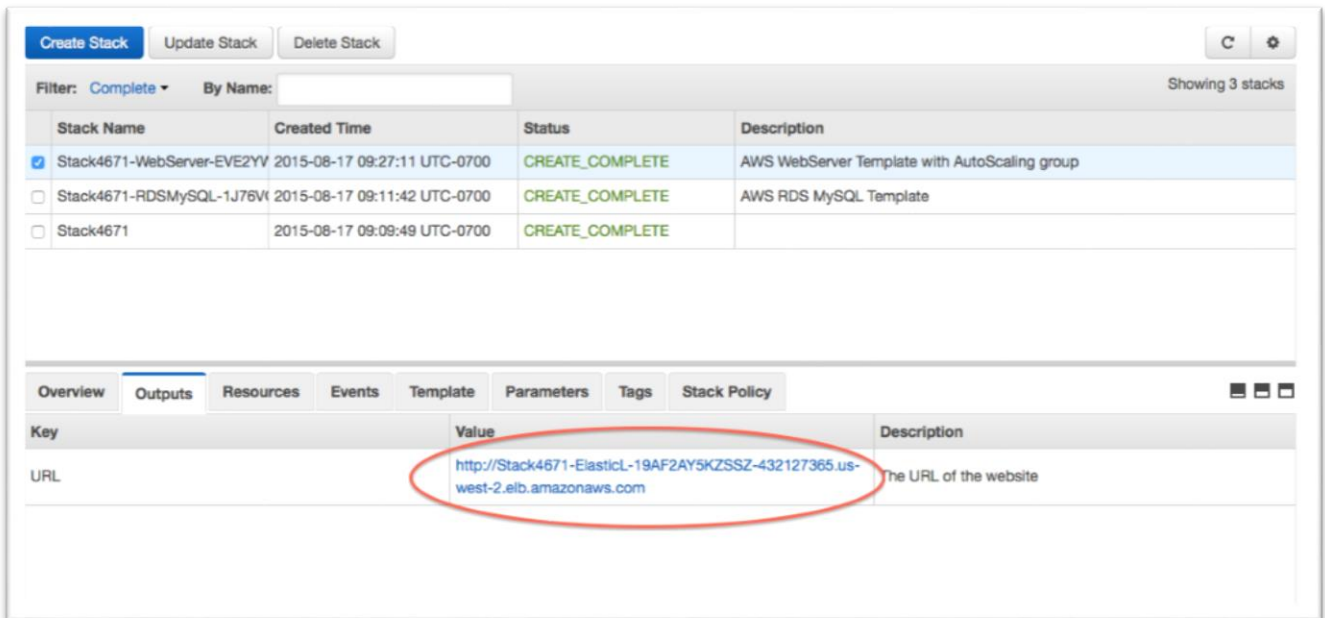 Create Stack Update Stack Delete Stack
Filter: Complete By Name: Showing 3 stacks
Stack Name Created Time Status Description
Stack4671-WebServer-EVE2YV 2015-08-17 09:27:11 UTC-0700 CREATE_COMPLETE AWS WebServer Template with AutoScaling group
Stack4671-RDSMySQL-1J76V 2015-08-17 09:11:42 UTC-0700 CREATE_COMPLETE AWS RDS MySQL Template
Stack4671 2015-08-17 09:09:49 UTC-0700 CREATE_COMPLETE
Overview Outputs Resources Events Template Parameters Tags Stack Policy
Key Value Description
URL http://Stack4671-ElasticL-19AF2AY5KZSSZ-432127365.us- The URL of the website
west-2.elb.amazonaws.com